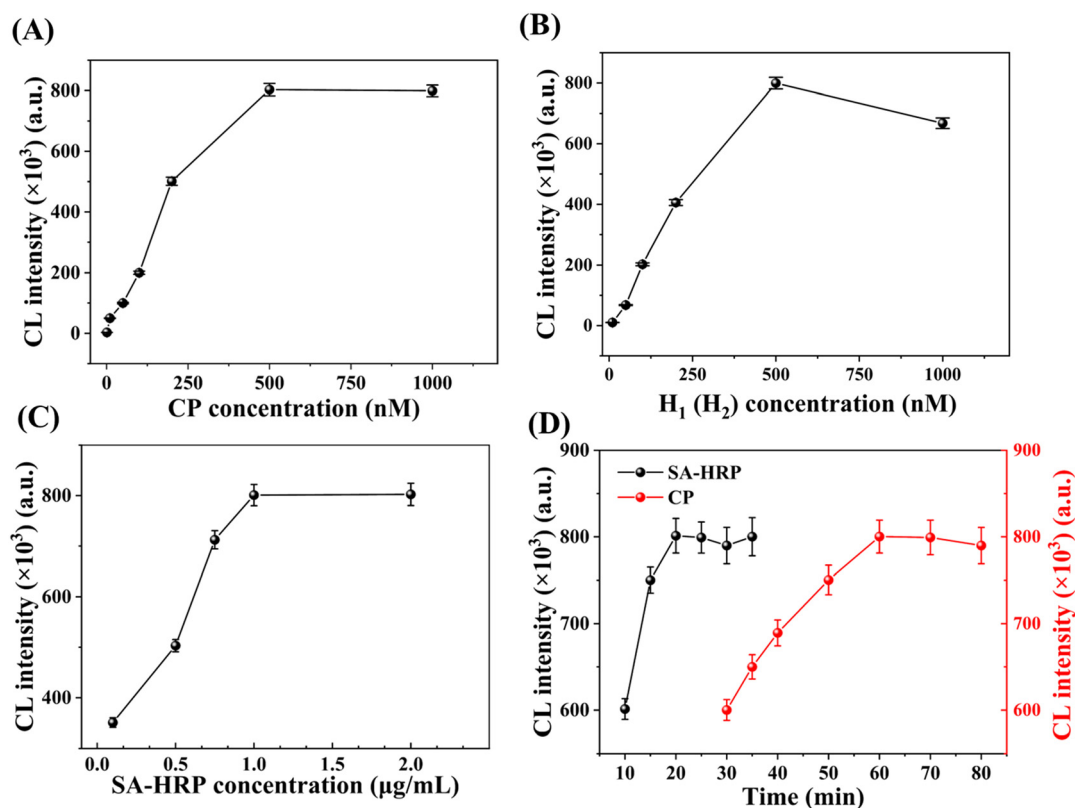 (A)
CL intensity (×10³) (a.u.)
800
600
400
200
0
0 250 500 750 1000
CP concentration (nM)
(B)
CL intensity (×10³) (a.u.)
800
600
400
200
0
0 250 500 750 1000
H₁ (H₂) concentration (nM)
(C)
CL intensity (×10³) (a.u.)
800
600
400
0.0 0.5 1.0 1.5 2.0
SA-HRP concentration (μg/mL)
(D)
CL intensity (×10³) (a.u.)
900
800
700
600
SA-HRP
CP
10 20 30 40 50 60 70 80
Time (min)
900
800
700
600
CL intensity (×10³) (a.u.)